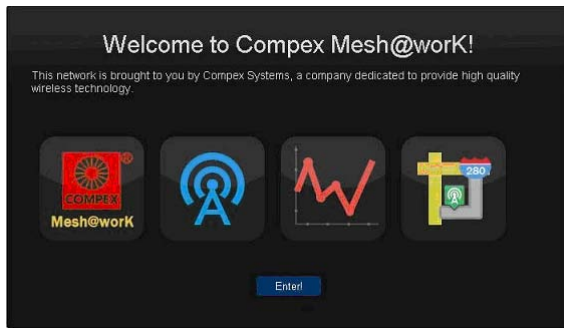 Welcome to Compex Mesh@worK!
This network is brought to you by Compex Systems, a company dedicated to provide high quality
wireless technology.
®
COMPEX
Mesh@worK
280
Enter!